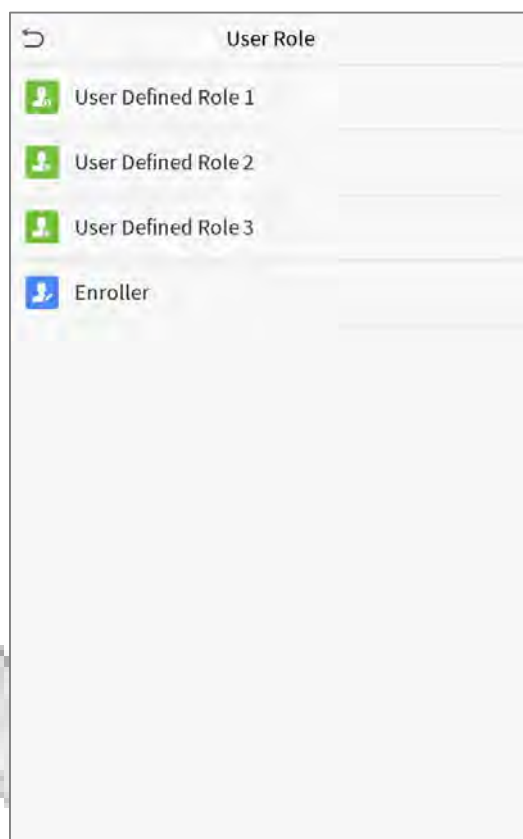 User Role
User Defined Role 1
User Defined Role 2
User Defined Role 3
Enroller